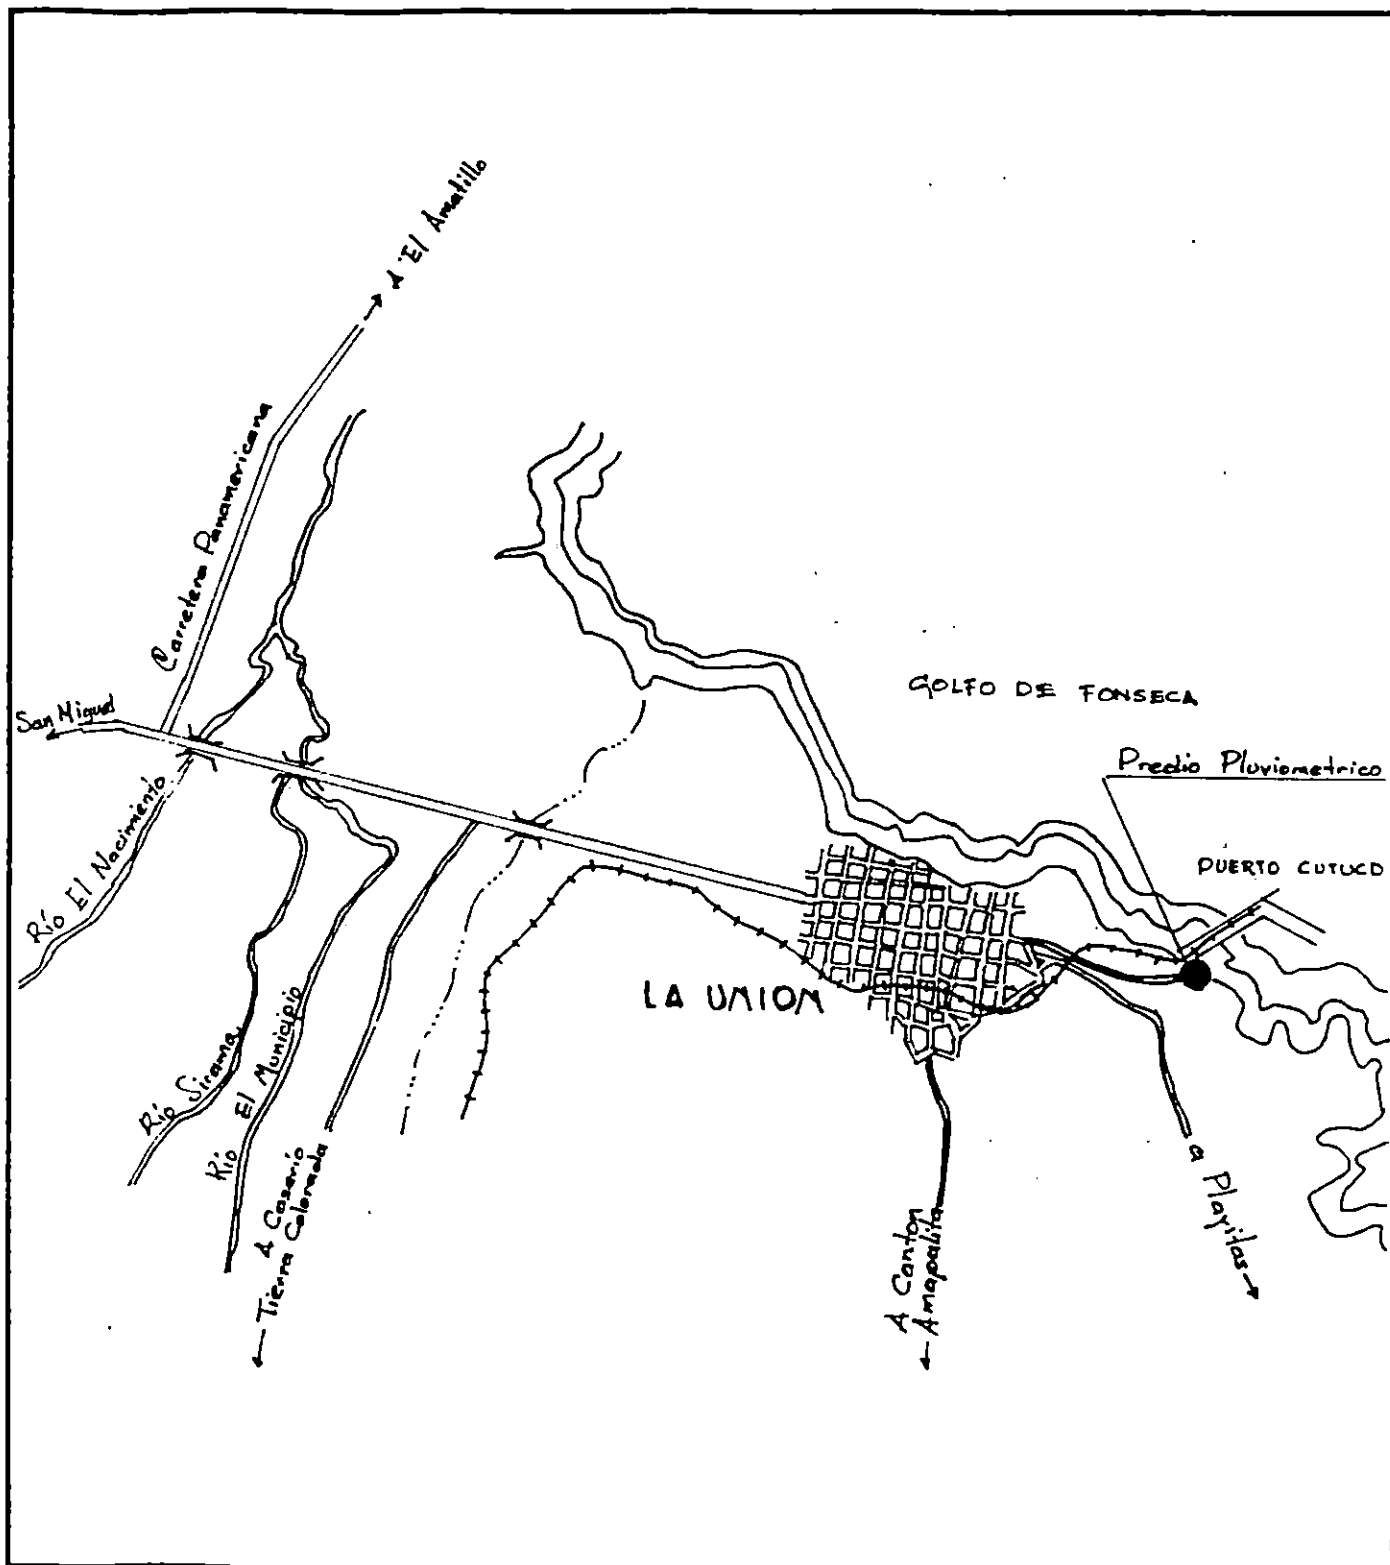 A El Amatillo
Carretera Panamericana
San Miguel
GOLFO DE FONSECA
Predio Pluviometrico
PUERTO CUTUCO
Río El Nacimiento
LA UNION
Río Sirama
Río El Municipio
A Caserío
Tierra Colorada
A Canton
Amapalita
a Playitas